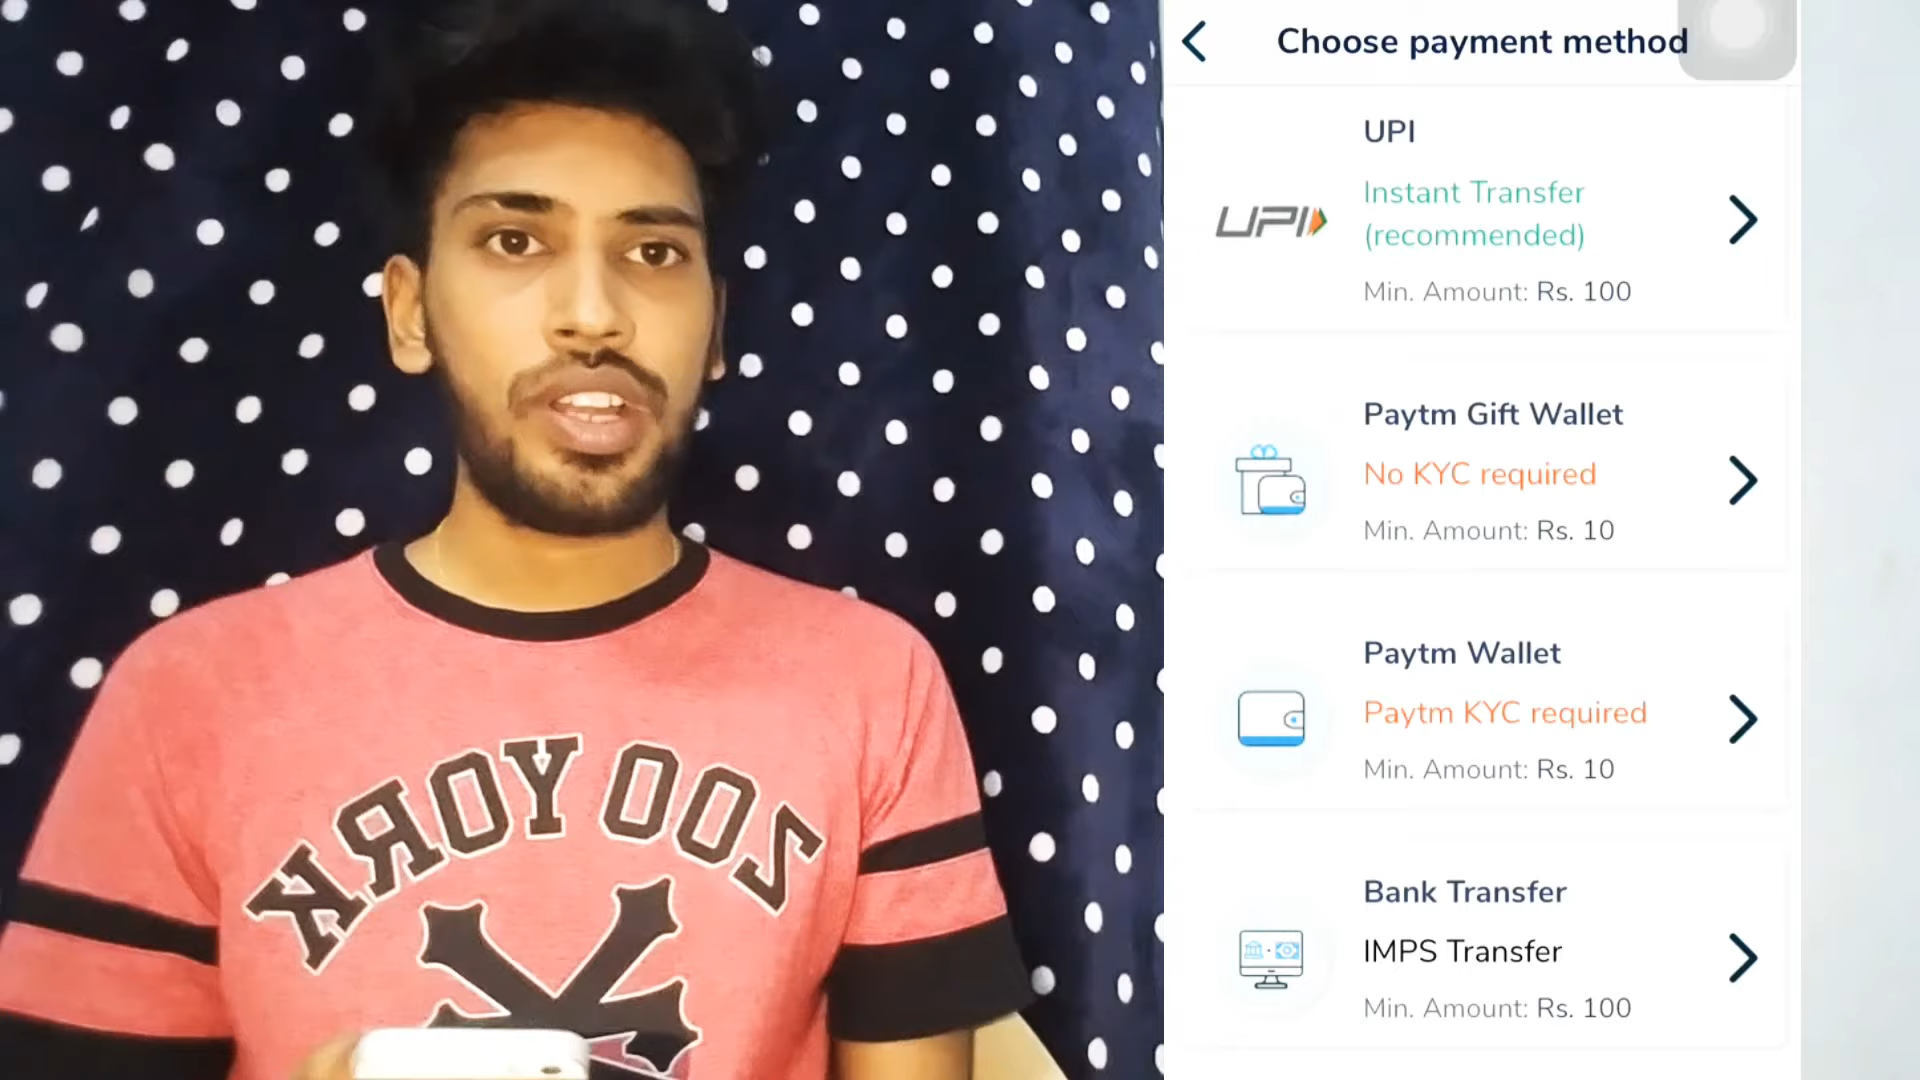 Choose payment method
UPI
Instant Transfer
(recommended)
UPI
Min. Amount: Rs. 100
Paytm Gift Wallet
No KYC required
Min. Amount: Rs. 10
Paytm Wallet
Paytm KYC required
Min. Amount: Rs. 10
Bank Transfer
IMPS Transfer
Min. Amount: Rs. 100
ZOO YORK